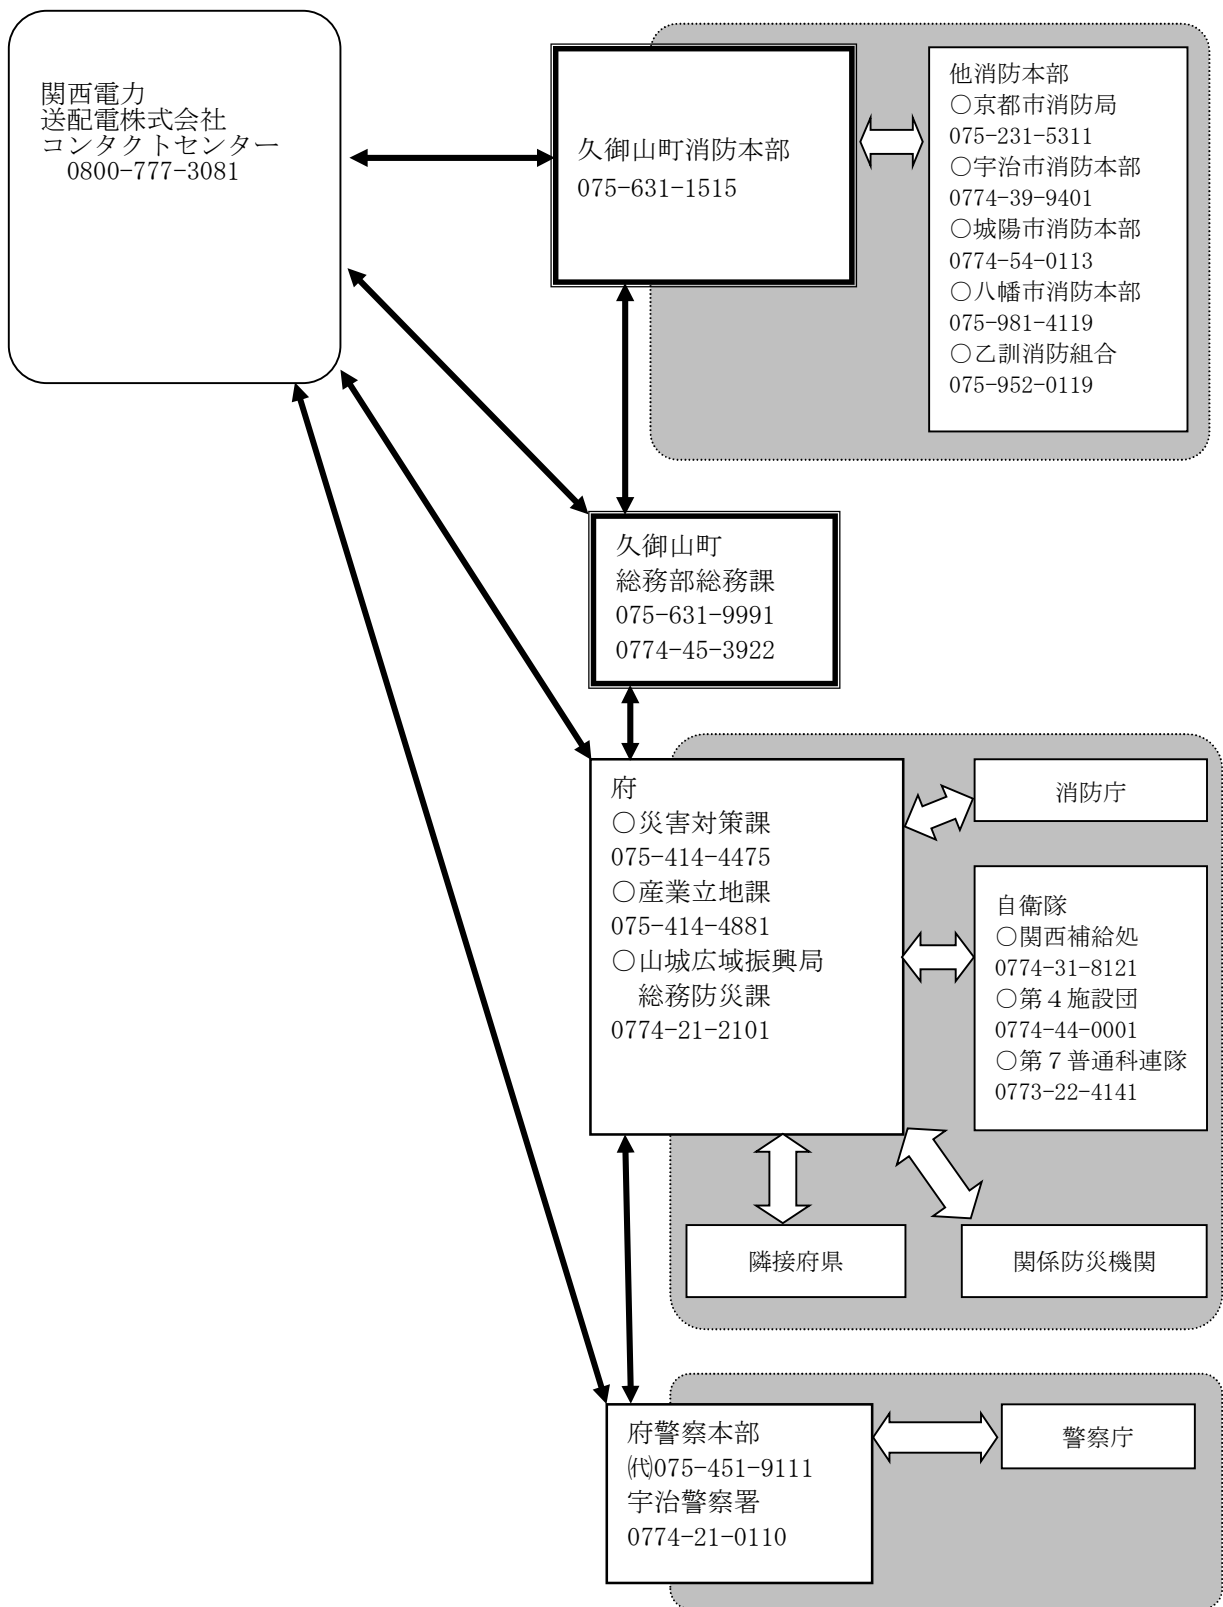 関西電力
送配電株式会社
コンタクトセンター
0800-777-3081
久御山町消防本部
075-631-1515
他消防本部
○京都市消防局
075-231-5311
○宇治市消防本部
0774-39-9401
○城陽市消防本部
0774-54-0113
○八幡市消防本部
075-981-4119
○乙訓消防組合
075-952-0119
久御山町
総務部総務課
075-631-9991
0774-45-3922
府
○災害対策課
075-414-4475
○産業立地課
075-414-4881
○山城広域振興局
総務防災課
0774-21-2101
消防庁
自衛隊
○関西補給処
0774-31-8121
○第4施設団
0774-44-0001
○第7普通科連隊
0773-22-4141
隣接府県
関係防災機関
府警察本部
㈹075-451-9111
宇治警察署
0774-21-0110
警察庁